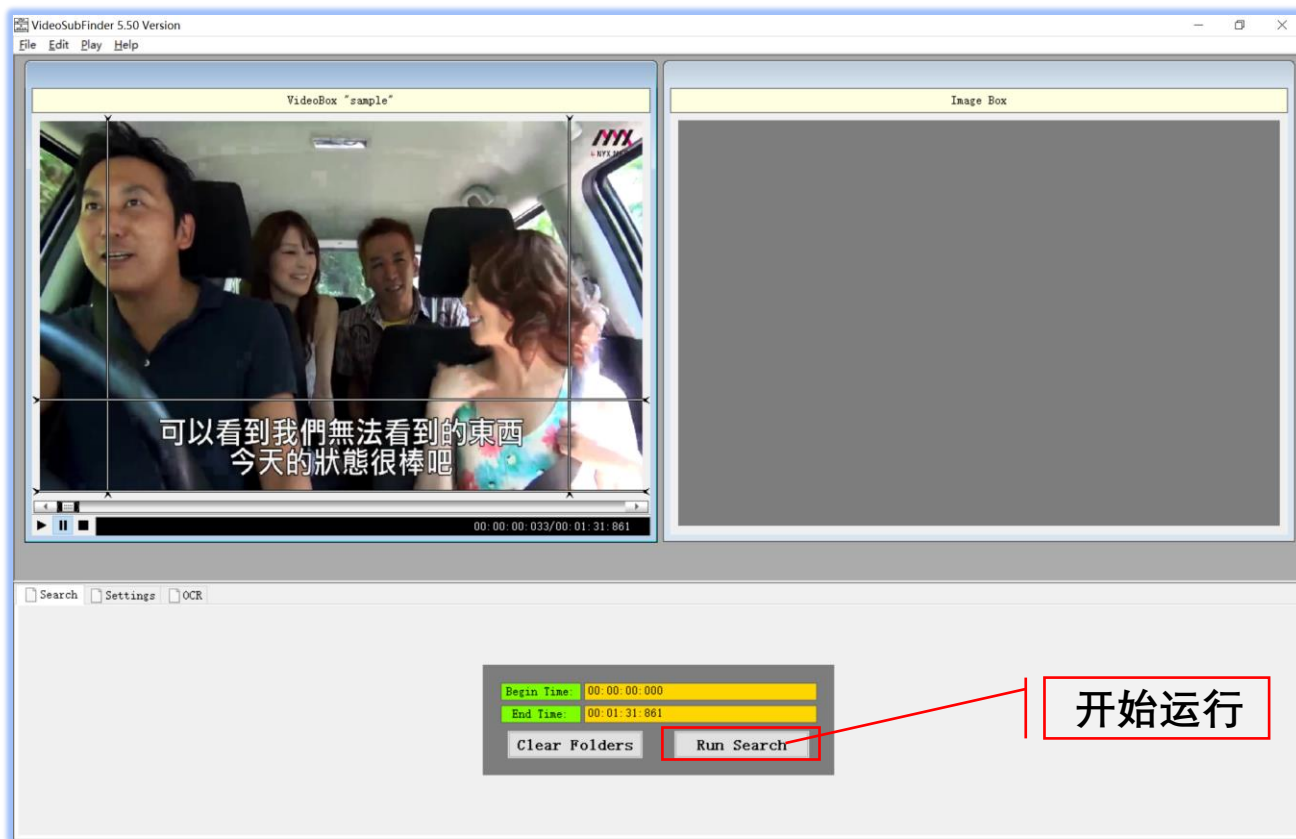 VideoSubFinder 5.50 Version
File Edit Play Help
VideoBox "sample"
Image Box
NYX
可以看到我們無法看到的東西
今天的狀態很棒吧
00:00:00:033/00:01:31:861
Search Settings OCR
Begin Time: 00:00:00:000
End Time: 00:01:31:861
Clear Folders Run Search
开始运行